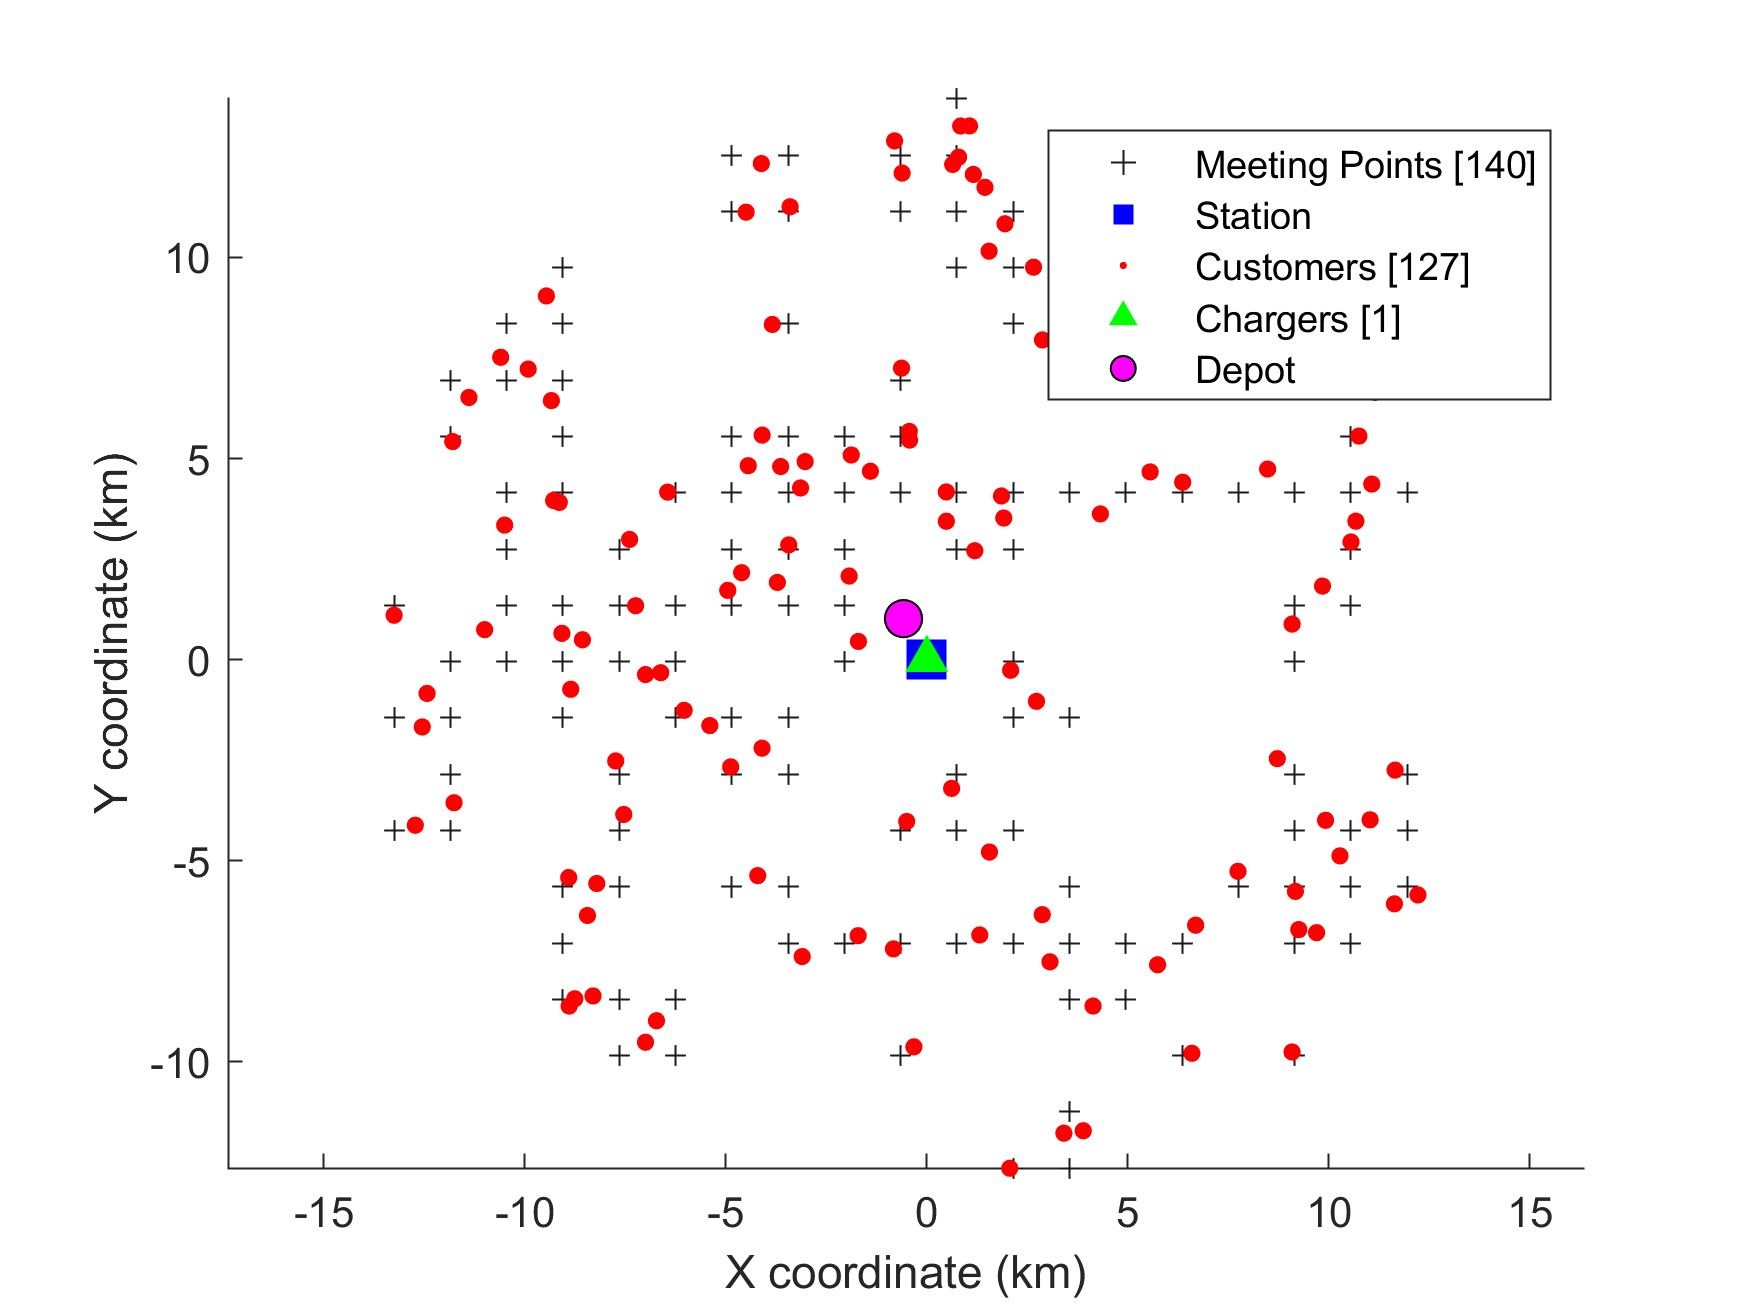 Meeting Points [140]
Station
Customers [127]
Chargers [1]
Depot
10
5
0
-5
-10
Y coordinate (km)
-15 -10 -5 0 5 10 15
X coordinate (km)